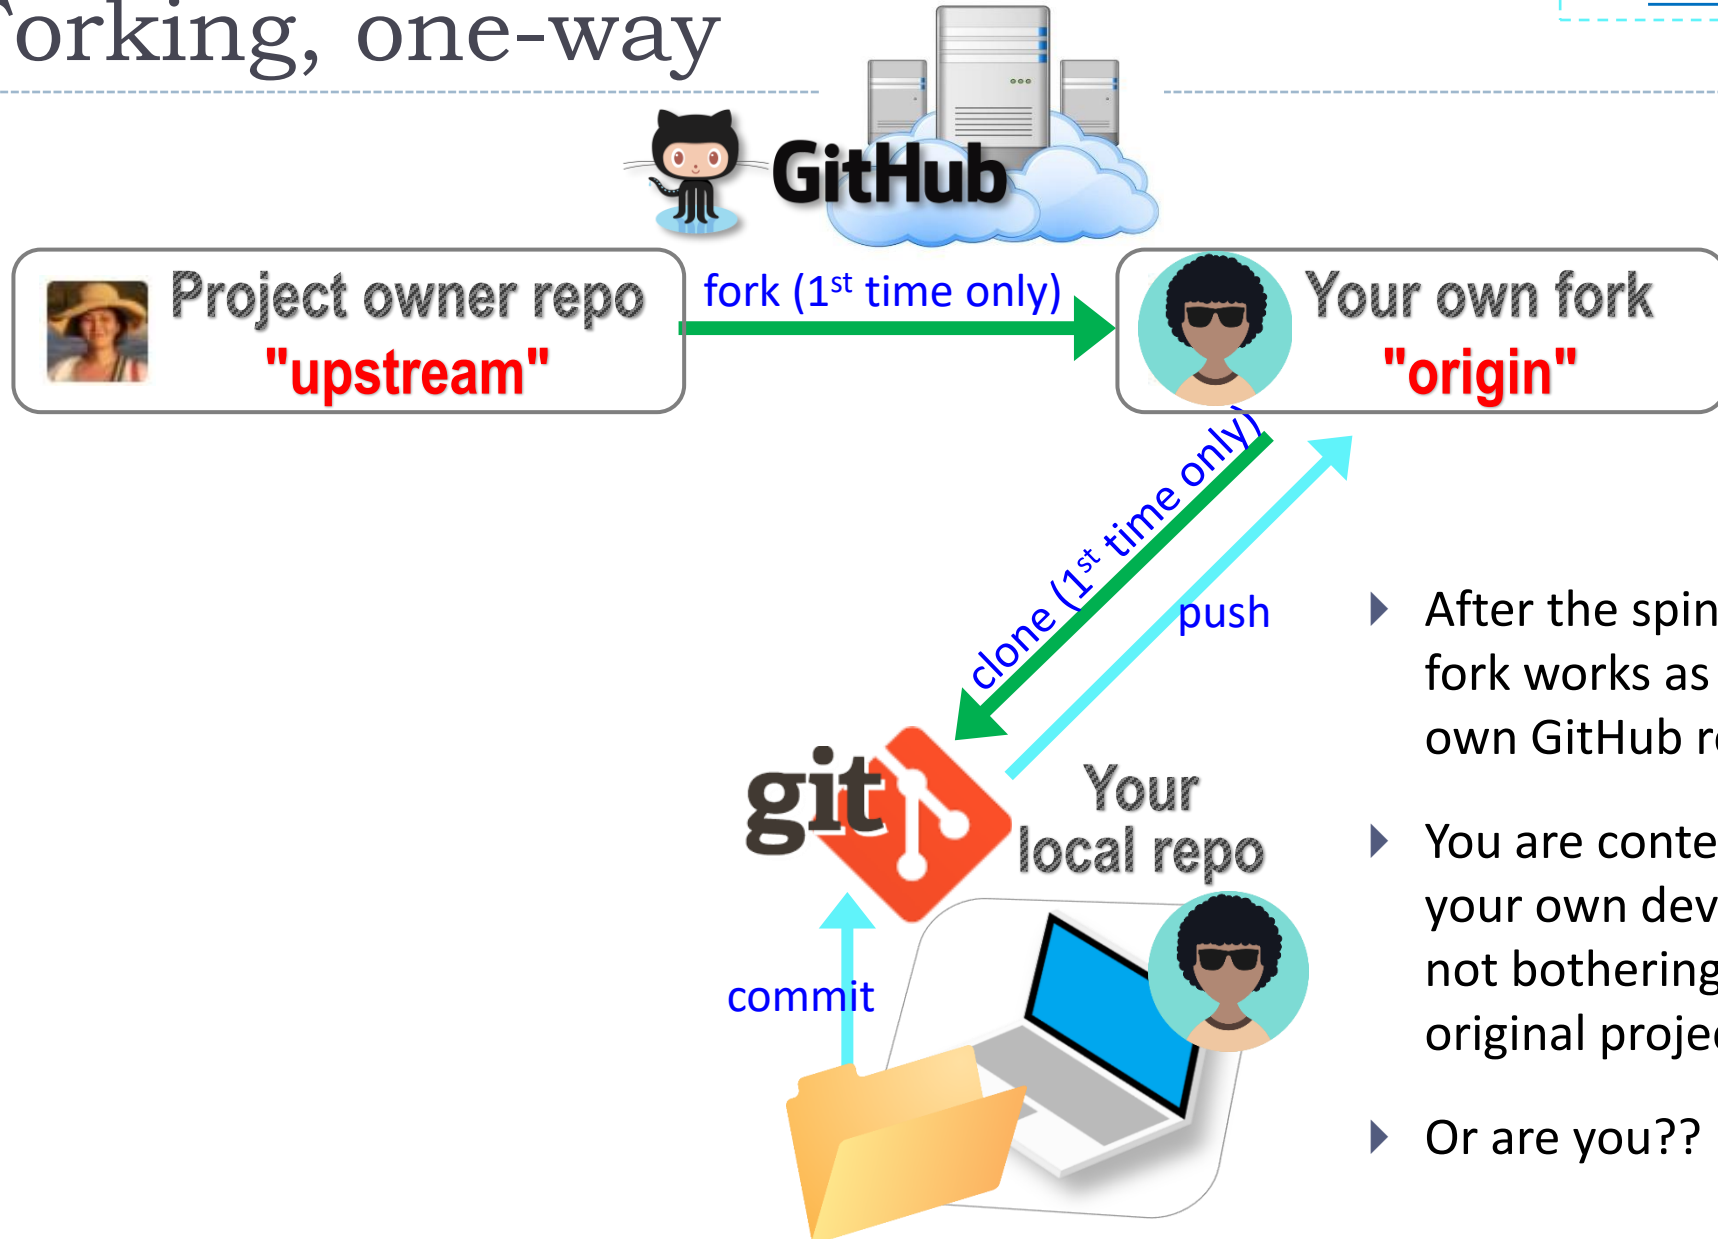 orking, one-way
GitHub
Project owner repo
"upstream"
fork (1st time only)
Your own fork
"origin"
clone (1st time only)
push
git
Your
local repo
commit
After the spin
fork works as
own GitHub r
You are conte
your own dev
not bothering
original projec
Or are you??